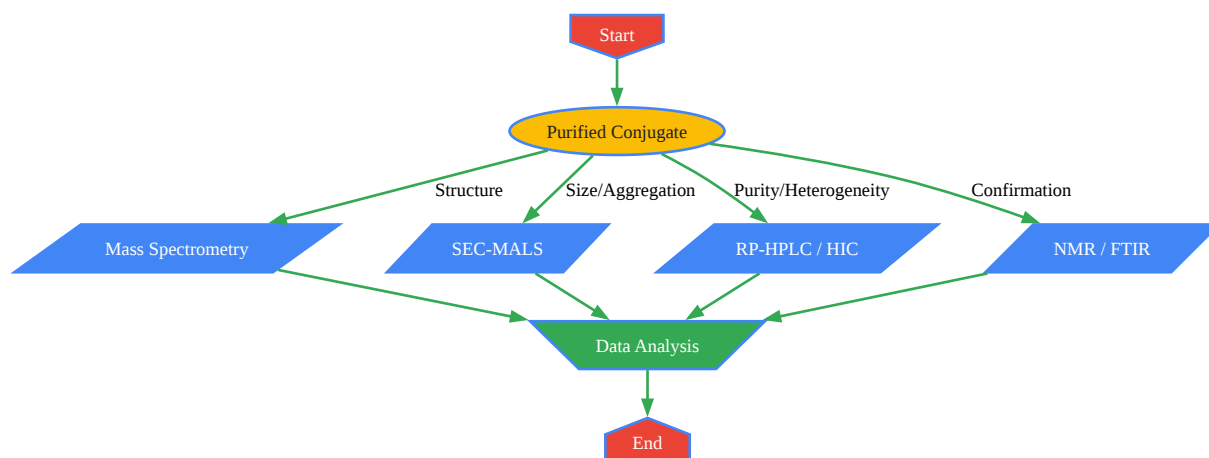 Start
Purified Conjugate
Structure
Size/Aggregation
Purity/Heterogeneity
Confirmation
Mass Spectrometry
SEC-MALS
RP-HPLC / HIC
NMR / FTIR
Data Analysis
End